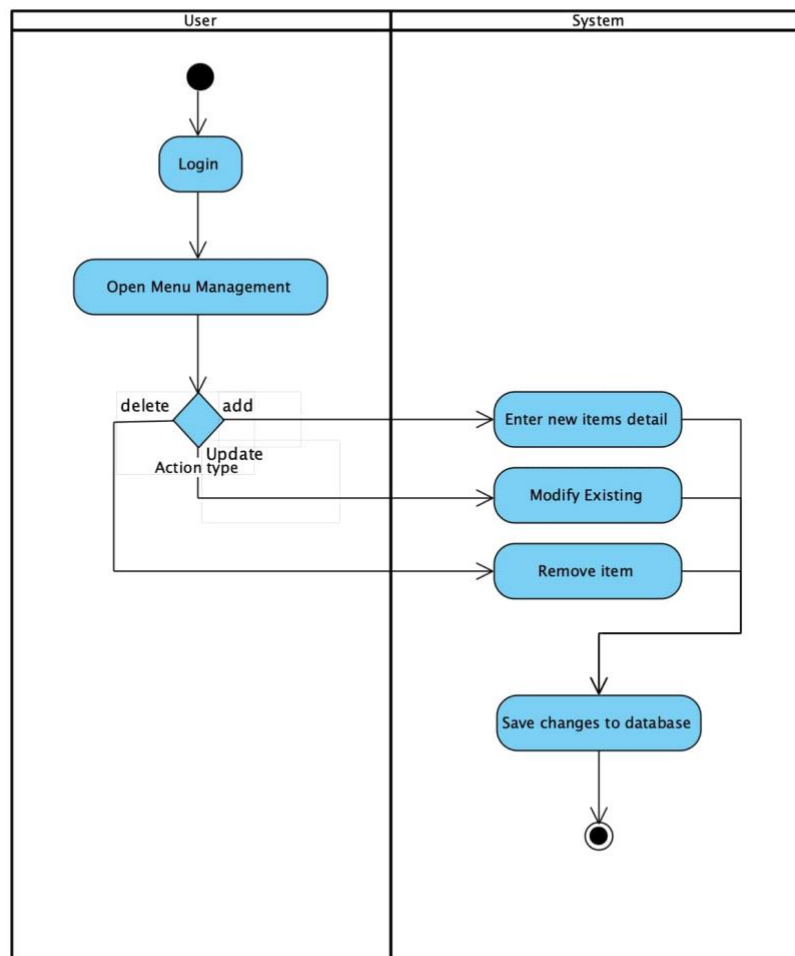 User
System
Login
Open Menu Management
delete
add
Enter new items detail
Update
Action type
Modify Existing
Remove item
Save changes to database